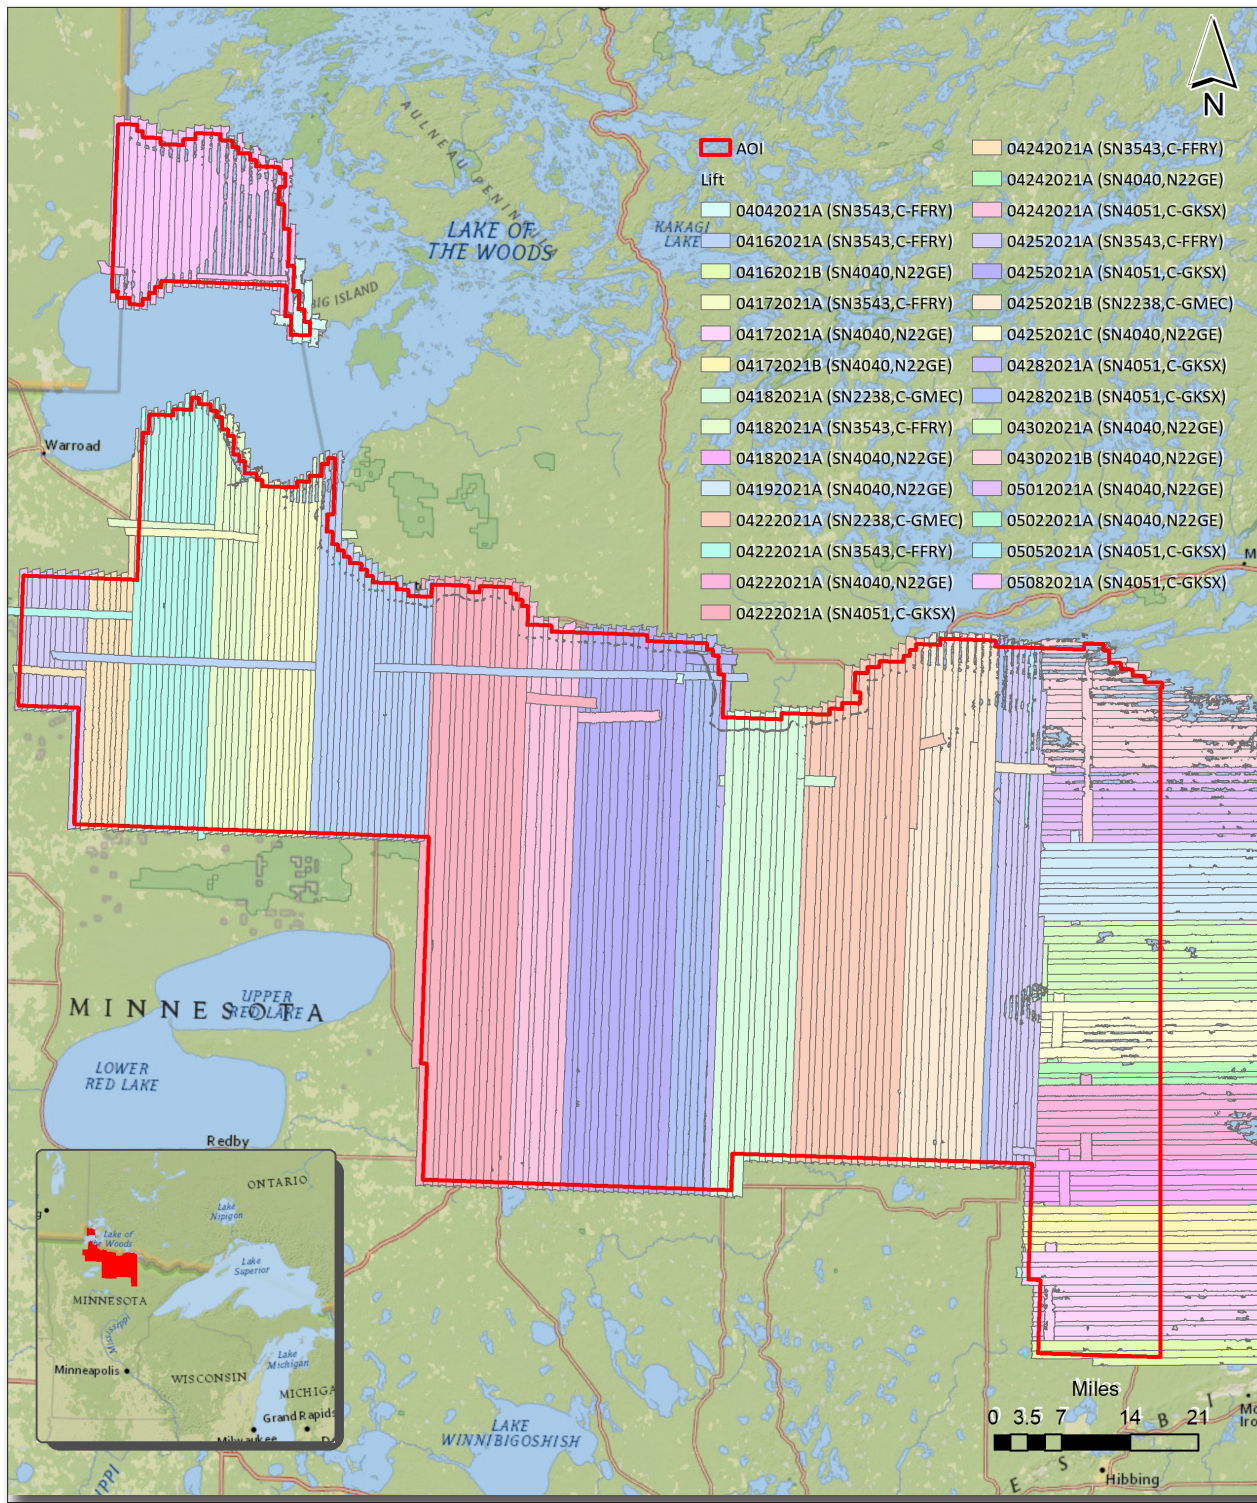 N
AULNEAU PENINSULA
LAKE OF
THE WOODS
KAKAGI
LAKE
BIG ISLAND
AOI
Lift
04042021A (SN3543,C-FFRY)
04162021A (SN3543,C-FFRY)
04162021B (SN4040,N22GE)
04172021A (SN3543,C-FFRY)
04172021A (SN4040,N22GE)
04172021B (SN4040,N22GE)
04182021A (SN2238,C-GMEC)
04182021A (SN3543,C-FFRY)
04182021A (SN4040,N22GE)
04192021A (SN4040,N22GE)
04222021A (SN2238,C-GMEC)
04222021A (SN3543,C-FFRY)
04222021A (SN4040,N22GE)
04222021A (SN4051,C-GKSX)
04242021A (SN3543,C-FFRY)
04242021A (SN4040,N22GE)
04242021A (SN4051,C-GKSX)
04252021A (SN3543,C-FFRY)
04252021A (SN4051,C-GKSX)
04252021B (SN2238,C-GMEC)
04252021C (SN4040,N22GE)
04282021A (SN4051,C-GKSX)
04282021B (SN4051,C-GKSX)
04302021A (SN4040,N22GE)
04302021B (SN4040,N22GE)
05012021A (SN4040,N22GE)
05022021A (SN4040,N22GE)
05052021A (SN4051,C-GKSX)
05082021A (SN4051,C-GKSX)
Warroad
M
MINNESOTA
UPPER
RED LAKE
LOWER
RED LAKE
Redby
ONTARIO
Lake
Nipigon
Lake of
the Woods
Lake
Superior
MINNESOTA
Mississippi
Minneapolis
WISCONSIN
Lake
Michigan
MICHIGA
Grand Rapids
Milwaukee
De
IPPI
LAKE
WINNIBIGOSHISH
Miles
0 3.5 7 14 21
E S
B I
Mo
Iro
Hibbing